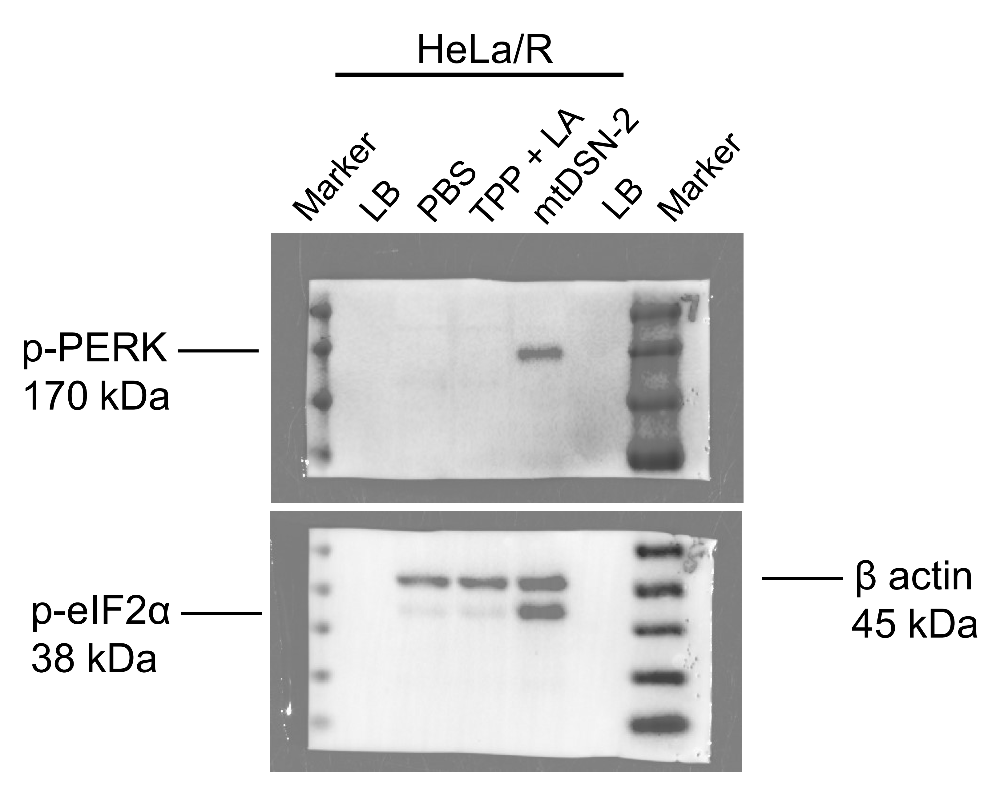 HeLa/R
Marker
LB
PBS
TPP + LA
mtDSN-2
LB
Marker
7
p-PERK
170 kDa
p-eIF2α
38 kDa
β actin
45 kDa